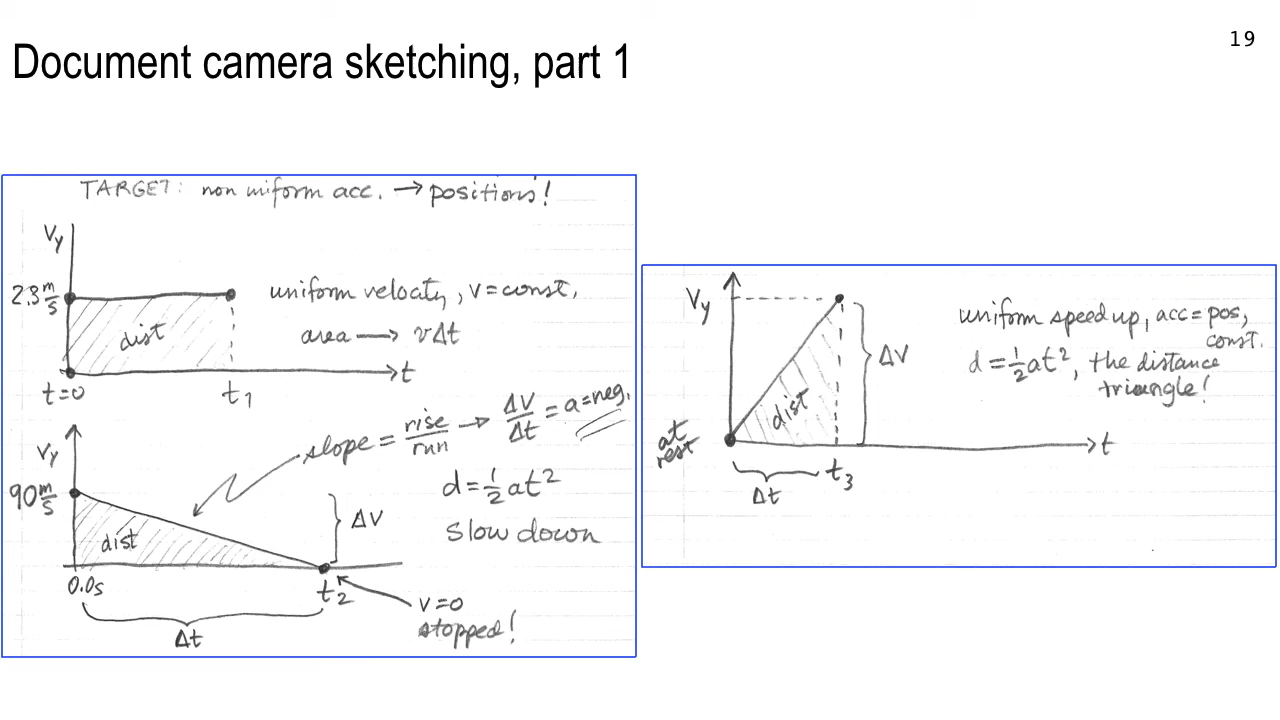 19
Document camera sketching, part 1
TARGET: non uniform acc. → positions!
Vy
23 m/s
dist
uniform velocity, v=const,
area → vΔt
t=0
t1
t
slope = rise/run → ΔV/Δt = a=neg.
Vy
90 m/s
dist
ΔV
d=½at²
slow down
0.0s
t2
v=0
stopped!
Δt
Vy
dist
ΔV
uniform speed up, acc=pos,
const.
d=½at², the distance
triangle!
at
rest
t
Δt
t3